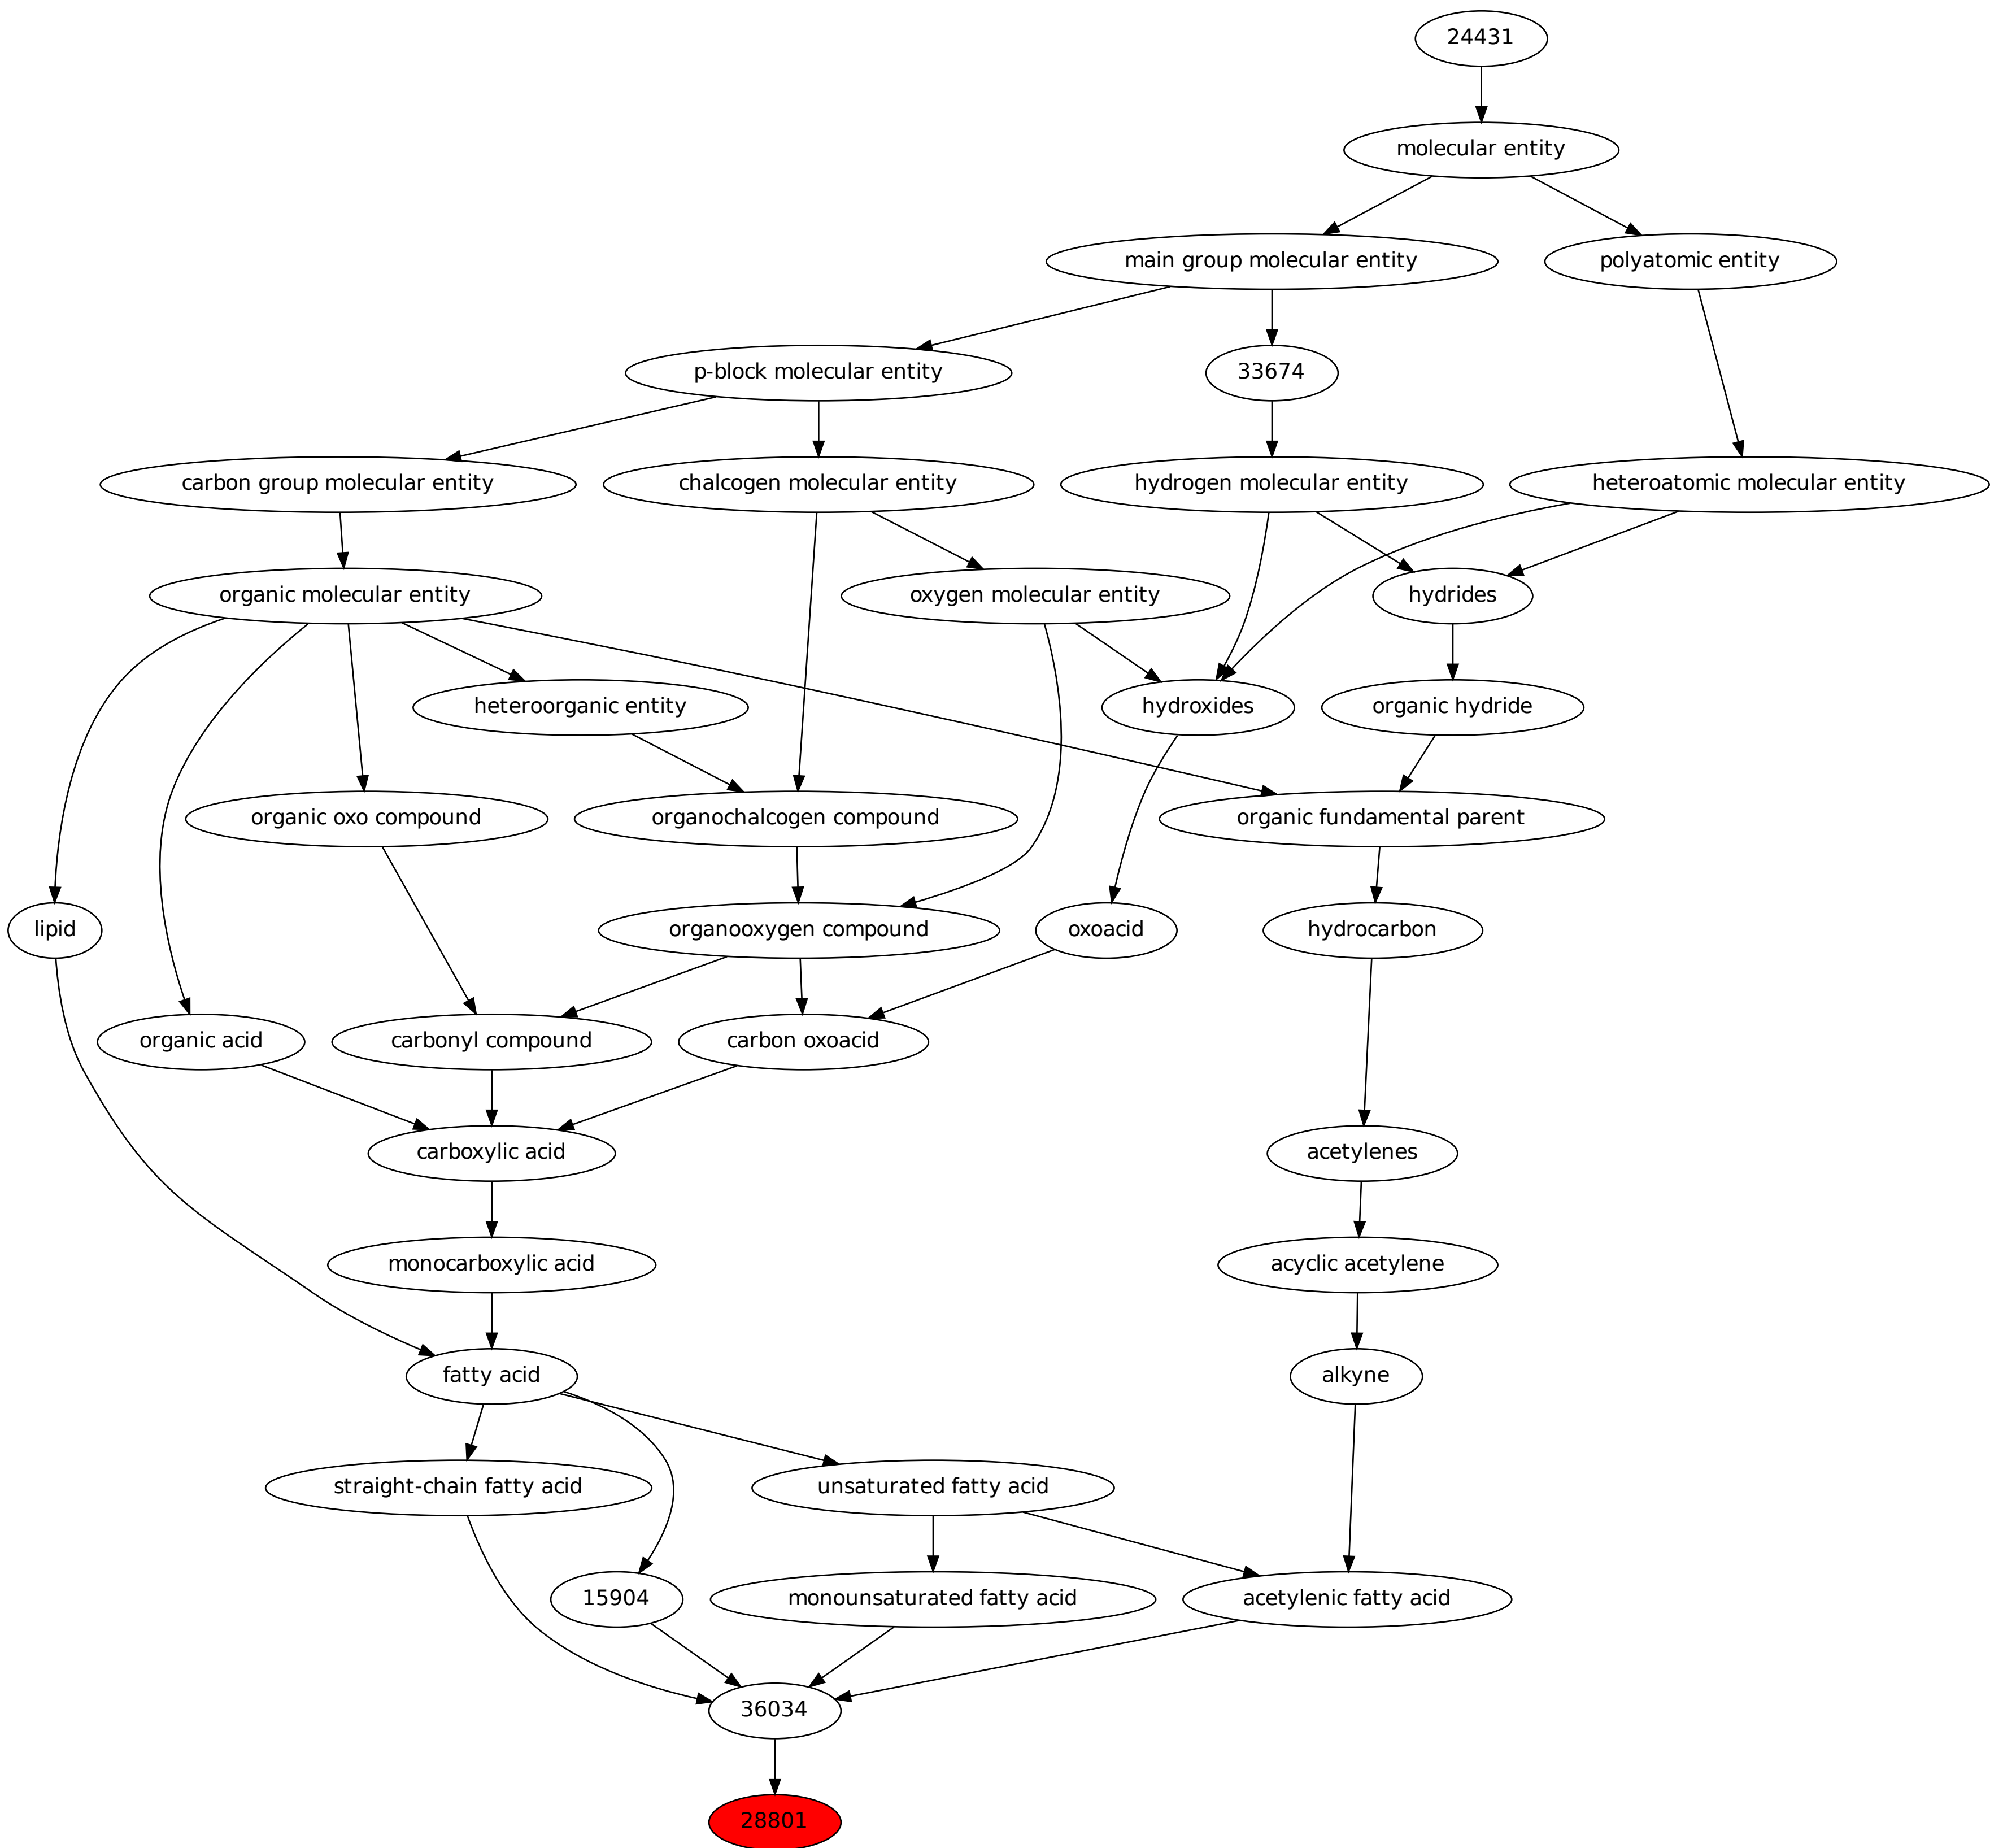 24431
molecular entity
main group molecular entity
polyatomic entity
p-block molecular entity
33674
carbon group molecular entity
chalcogen molecular entity
hydrogen molecular entity
heteroatomic molecular entity
organic molecular entity
oxygen molecular entity
hydrides
heteroorganic entity
hydroxides
organic hydride
organic oxo compound
organochalcogen compound
organic fundamental parent
lipid
organooxygen compound
oxoacid
hydrocarbon
organic acid
carbonyl compound
carbon oxoacid
carboxylic acid
acetylenes
monocarboxylic acid
acyclic acetylene
fatty acid
alkyne
straight-chain fatty acid
unsaturated fatty acid
15904
monounsaturated fatty acid
acetylenic fatty acid
36034
28801